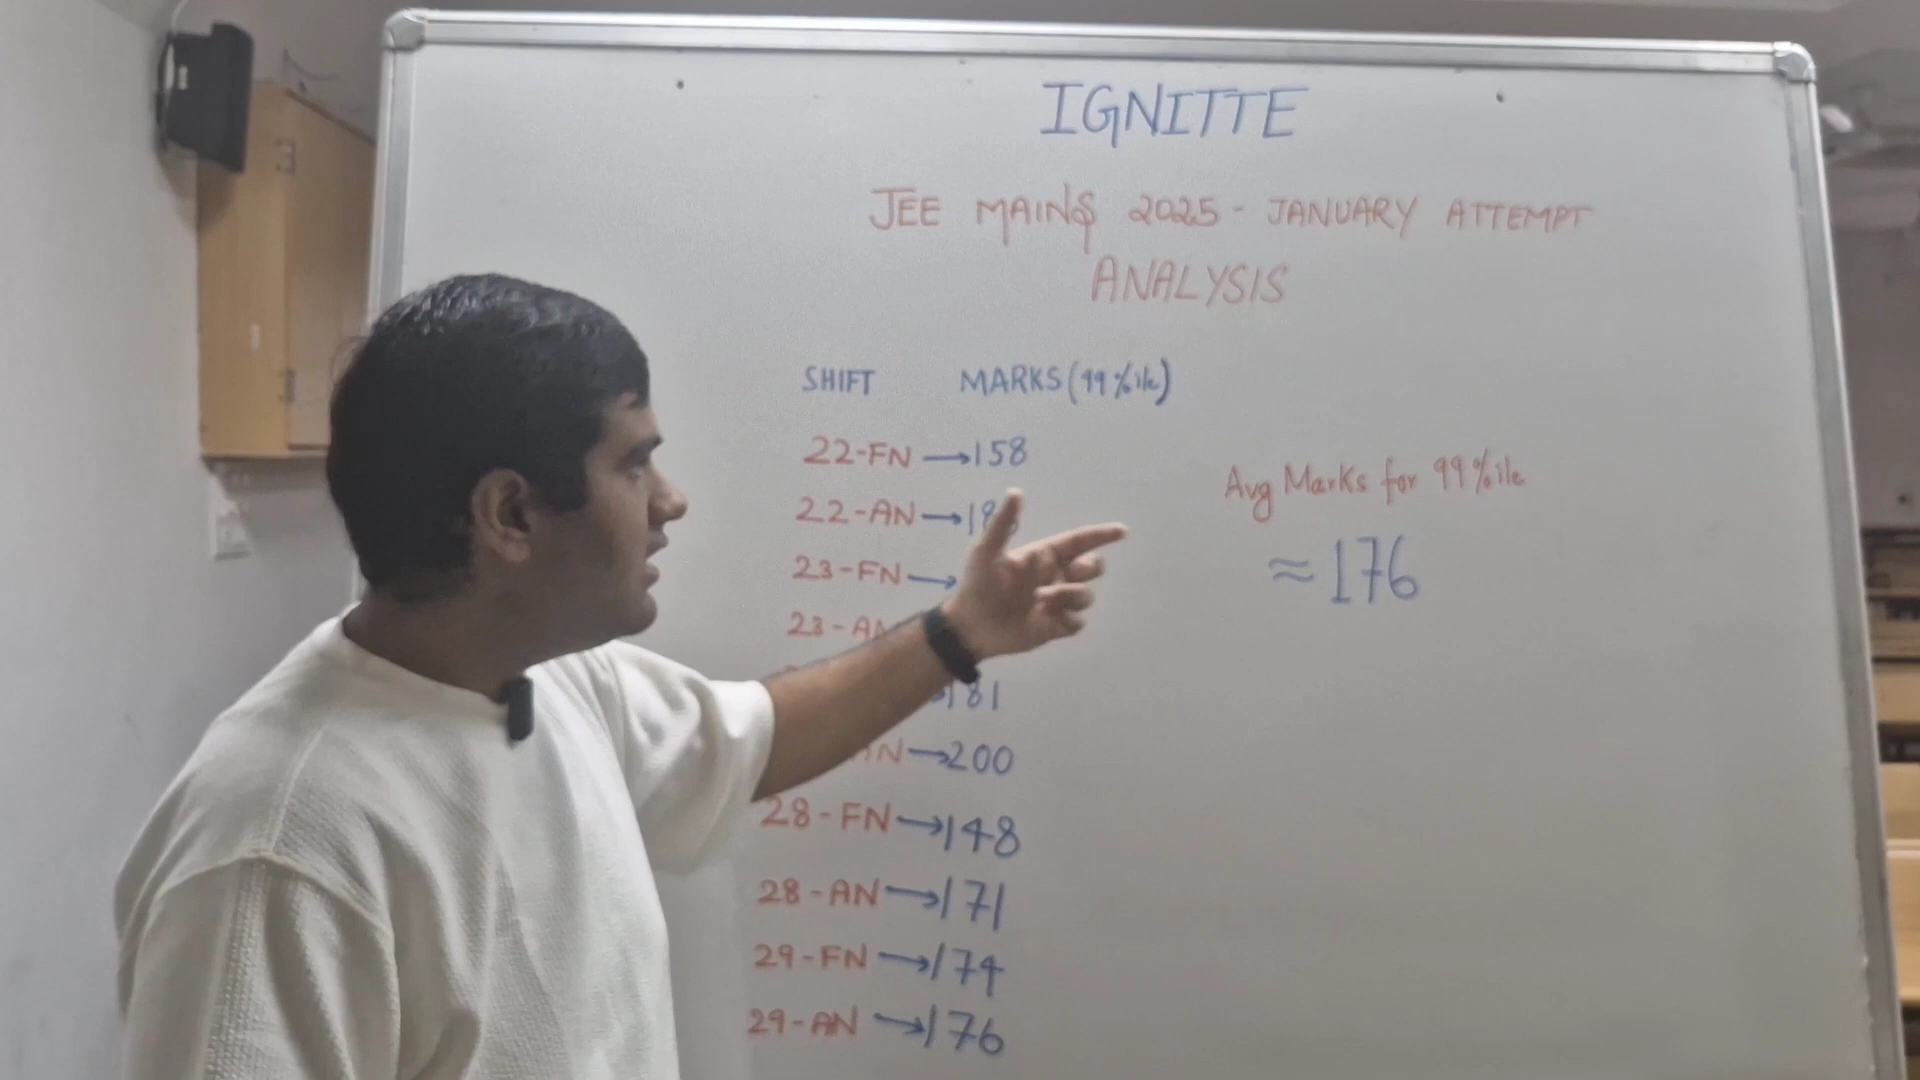 IGNITTE
JEE MAINS 2025 - JANUARY ATTEMPT
ANALYSIS
SHIFT MARKS (99%ile)
22-FN → 158
22-AN →
23-FN →
23-
→ 181
→ 200
28-FN → 148
28-AN → 171
29-FN → 174
29-AN → 176
Avg Marks for 99%ile
≈ 176